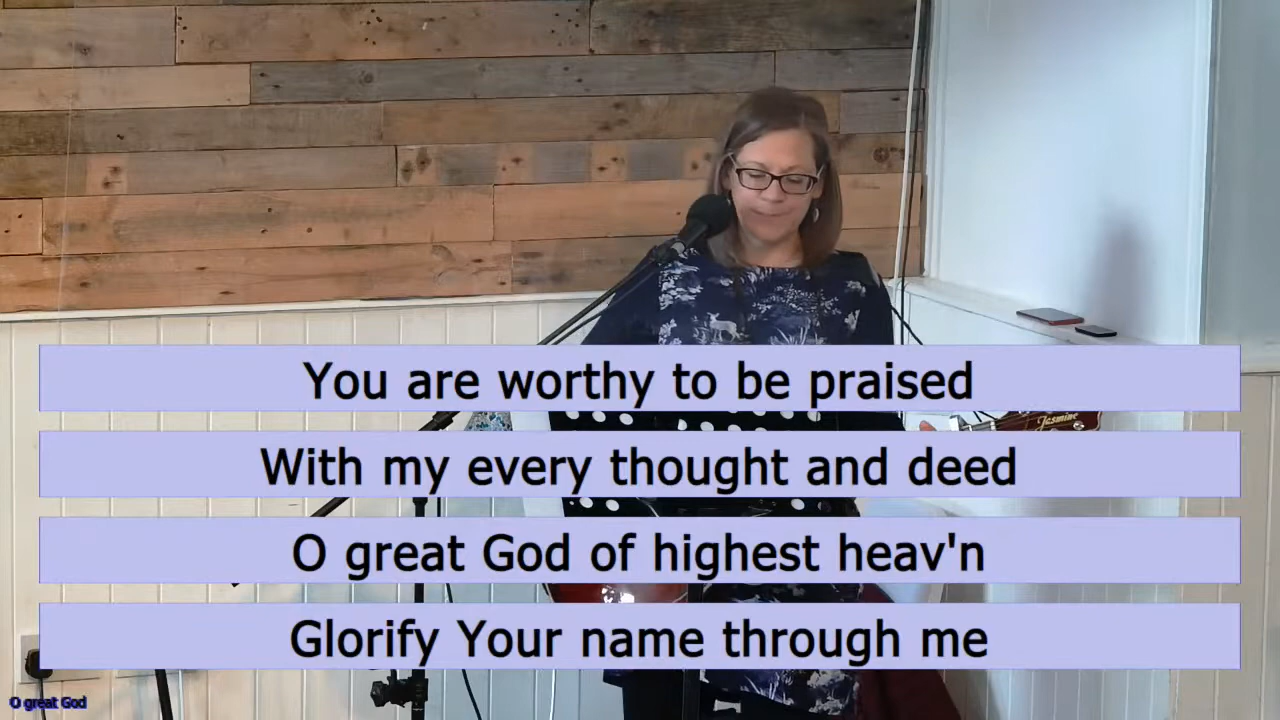 You are worthy to be praised
With my every thought and deed
Jasmine
O great God of highest heav'n
Glorify Your name through me
O great God